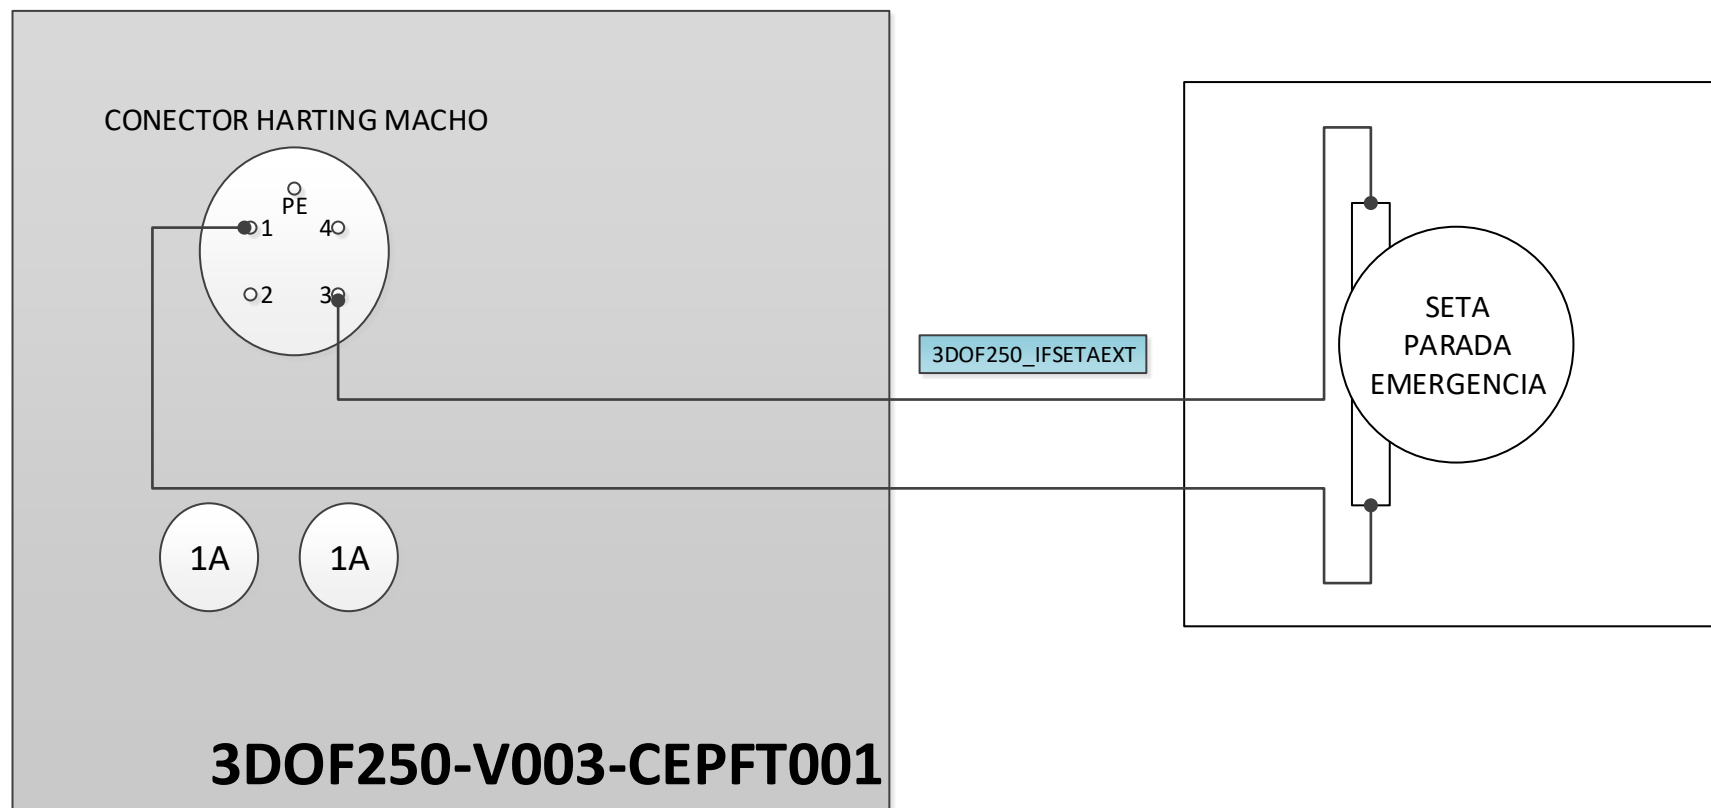 CONECTOR HARTING MACHO
PE
1
4
2
3
3DOF250_IFSETAEXT
SETA
PARADA
EMERGENCIA
1A
1A
3DOF250-V003-CEPFT001